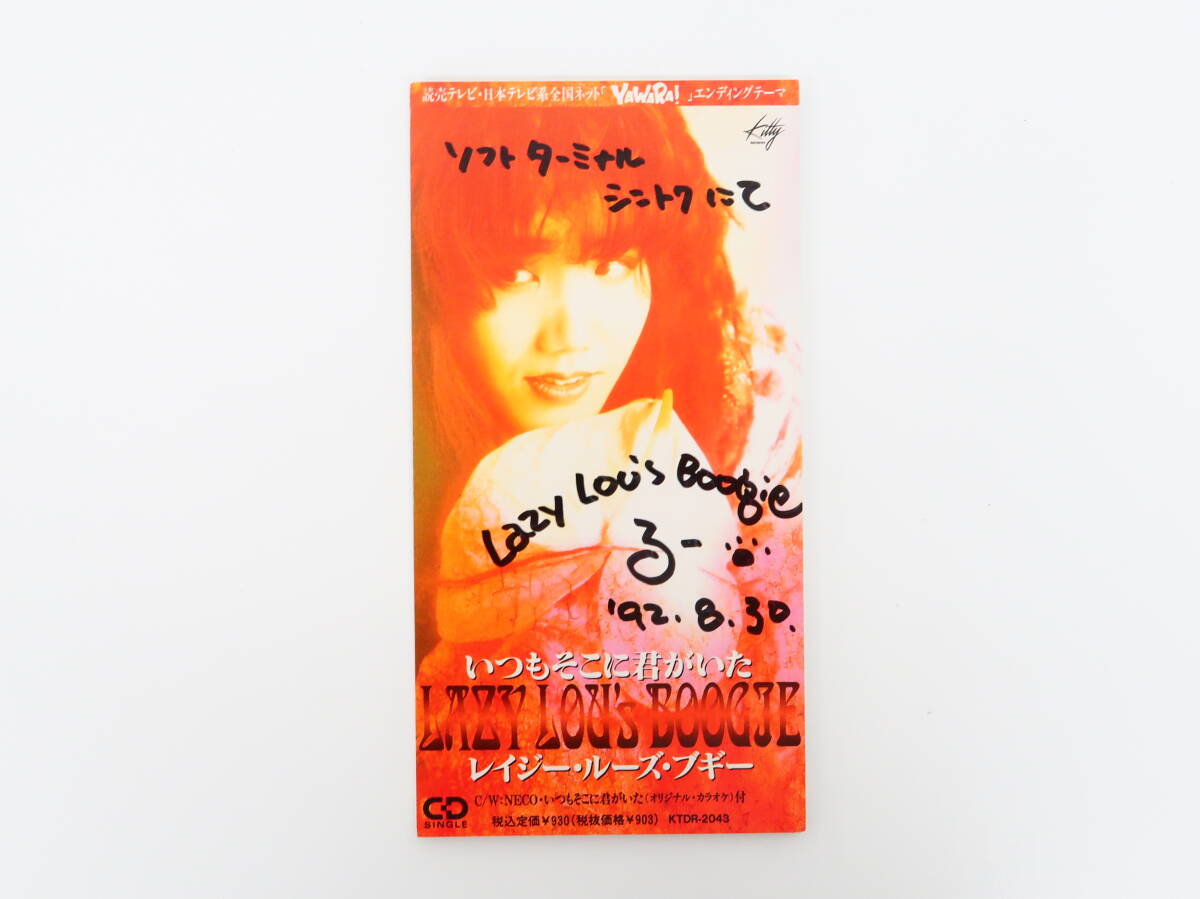 読売テレビ・日本テレビ系全国ネット「YAWARA!」エンディングテーマ
Kitty
ソフトターミナル
シントクにて
Lazy Lou's Boogie
るー
'92.8.30.
いつもそこに君がいた
LAZY LOU's BOOGIE
レイジー・ルーズ・ブギー
C/W:NECO・いつもそこに君がいた(オリジナル・カラオケ)付
CD
SINGLE
税込定価¥930(税抜価格¥903) KTDR-2043